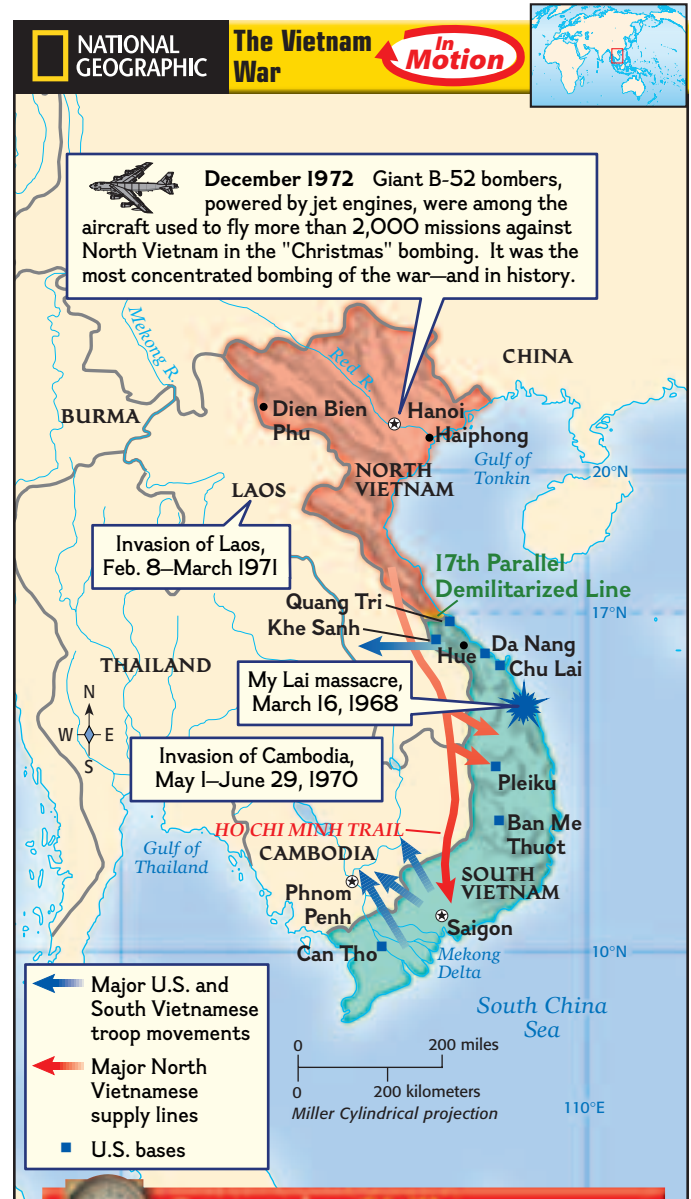 NATIONAL
GEOGRAPHIC
The Vietnam
War
In
Motion
December 1972 Giant B-52 bombers,
powered by jet engines, were among the
aircraft used to fly more than 2,000 missions against
North Vietnam in the "Christmas" bombing. It was the
most concentrated bombing of the war—and in history.
Mekong R.
Red R.
CHINA
BURMA
Dien Bien
Phu
Hanoi
Haiphong
Gulf of
Tonkin
20°N
NORTH
VIETNAM
LAOS
Invasion of Laos,
Feb. 8–March 1971
17th Parallel
Demilitarized Line
17°N
Quang Tri
Khe Sanh
Hue
Da Nang
Chu Lai
THAILAND
My Lai massacre,
March 16, 1968
N
W
E
S
Invasion of Cambodia,
May 1–June 29, 1970
Pleiku
Ban Me
Thuot
HO CHI MINH TRAIL
Gulf of
Thailand
CAMBODIA
Phnom
Penh
SOUTH
VIETNAM
Saigon
Can Tho
Mekong
Delta
10°N
South China
Sea
Major U.S. and
South Vietnamese
troop movements
Major North
Vietnamese
supply lines
U.S. bases
0
200 miles
0
200 kilometers
Miller Cylindrical projection
110°E